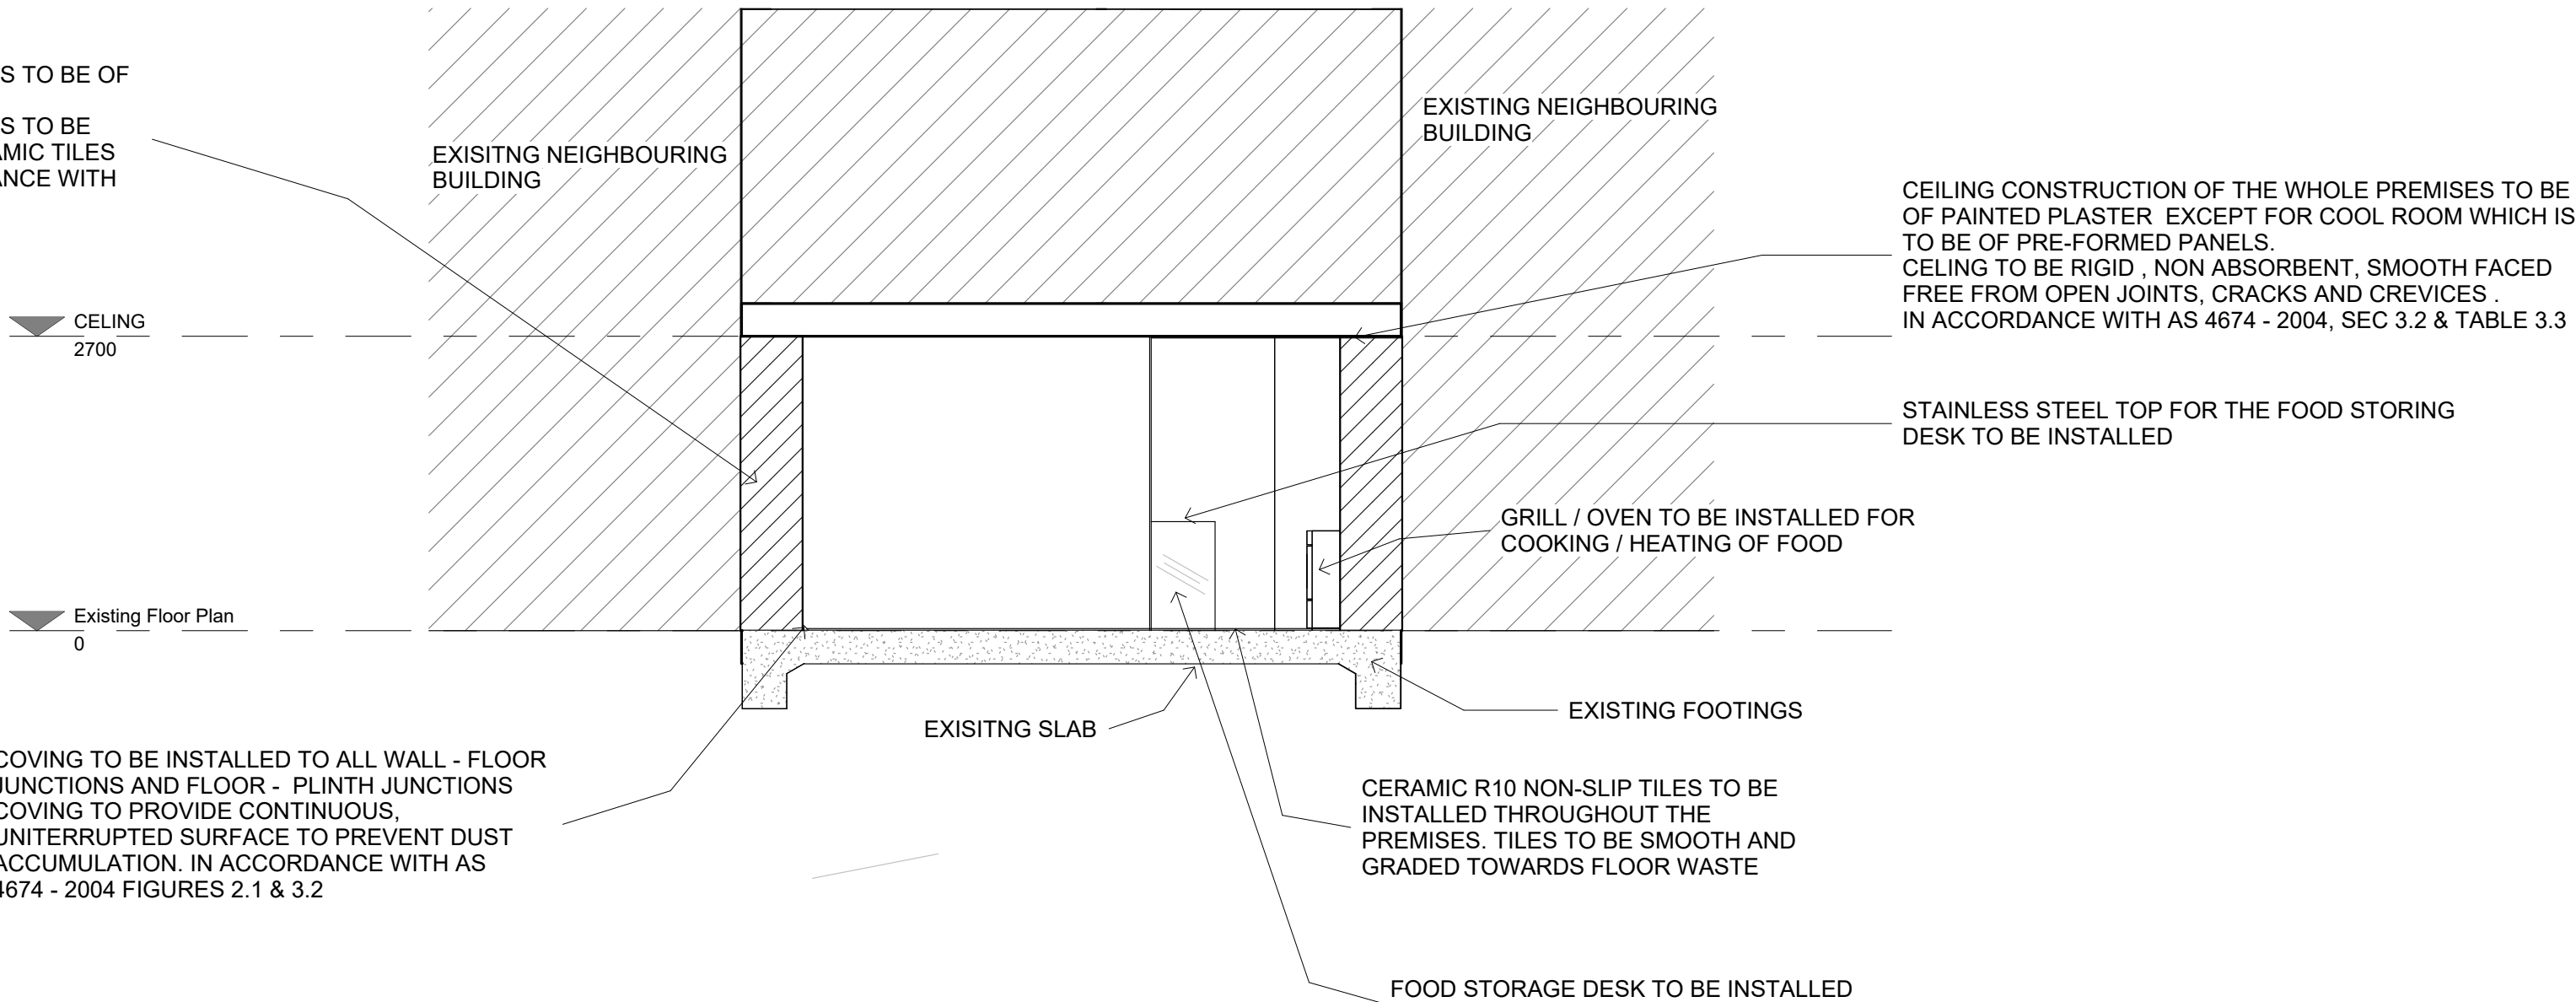 S TO BE OF
S TO BE
AMIC TILES
ANCE WITH
EXISITNG NEIGHBOURING
BUILDING
EXISTING NEIGHBOURING
BUILDING
CEILING CONSTRUCTION OF THE WHOLE PREMISES TO BE
OF PAINTED PLASTER EXCEPT FOR COOL ROOM WHICH IS
TO BE OF PRE-FORMED PANELS.
CELING TO BE RIGID , NON ABSORBENT, SMOOTH FACED
FREE FROM OPEN JOINTS, CRACKS AND CREVICES .
IN ACCORDANCE WITH AS 4674 - 2004, SEC 3.2 & TABLE 3.3
CELING
2700
STAINLESS STEEL TOP FOR THE FOOD STORING
DESK TO BE INSTALLED
GRILL / OVEN TO BE INSTALLED FOR
COOKING / HEATING OF FOOD
Existing Floor Plan
0
EXISTING FOOTINGS
EXISITNG SLAB
COVING TO BE INSTALLED TO ALL WALL - FLOOR
JUNCTIONS AND FLOOR - PLINTH JUNCTIONS
COVING TO PROVIDE CONTINUOUS,
UNITERRUPTED SURFACE TO PREVENT DUST
ACCUMULATION. IN ACCORDANCE WITH AS
4674 - 2004 FIGURES 2.1 & 3.2
CERAMIC R10 NON-SLIP TILES TO BE
INSTALLED THROUGHOUT THE
PREMISES. TILES TO BE SMOOTH AND
GRADED TOWARDS FLOOR WASTE
FOOD STORAGE DESK TO BE INSTALLED